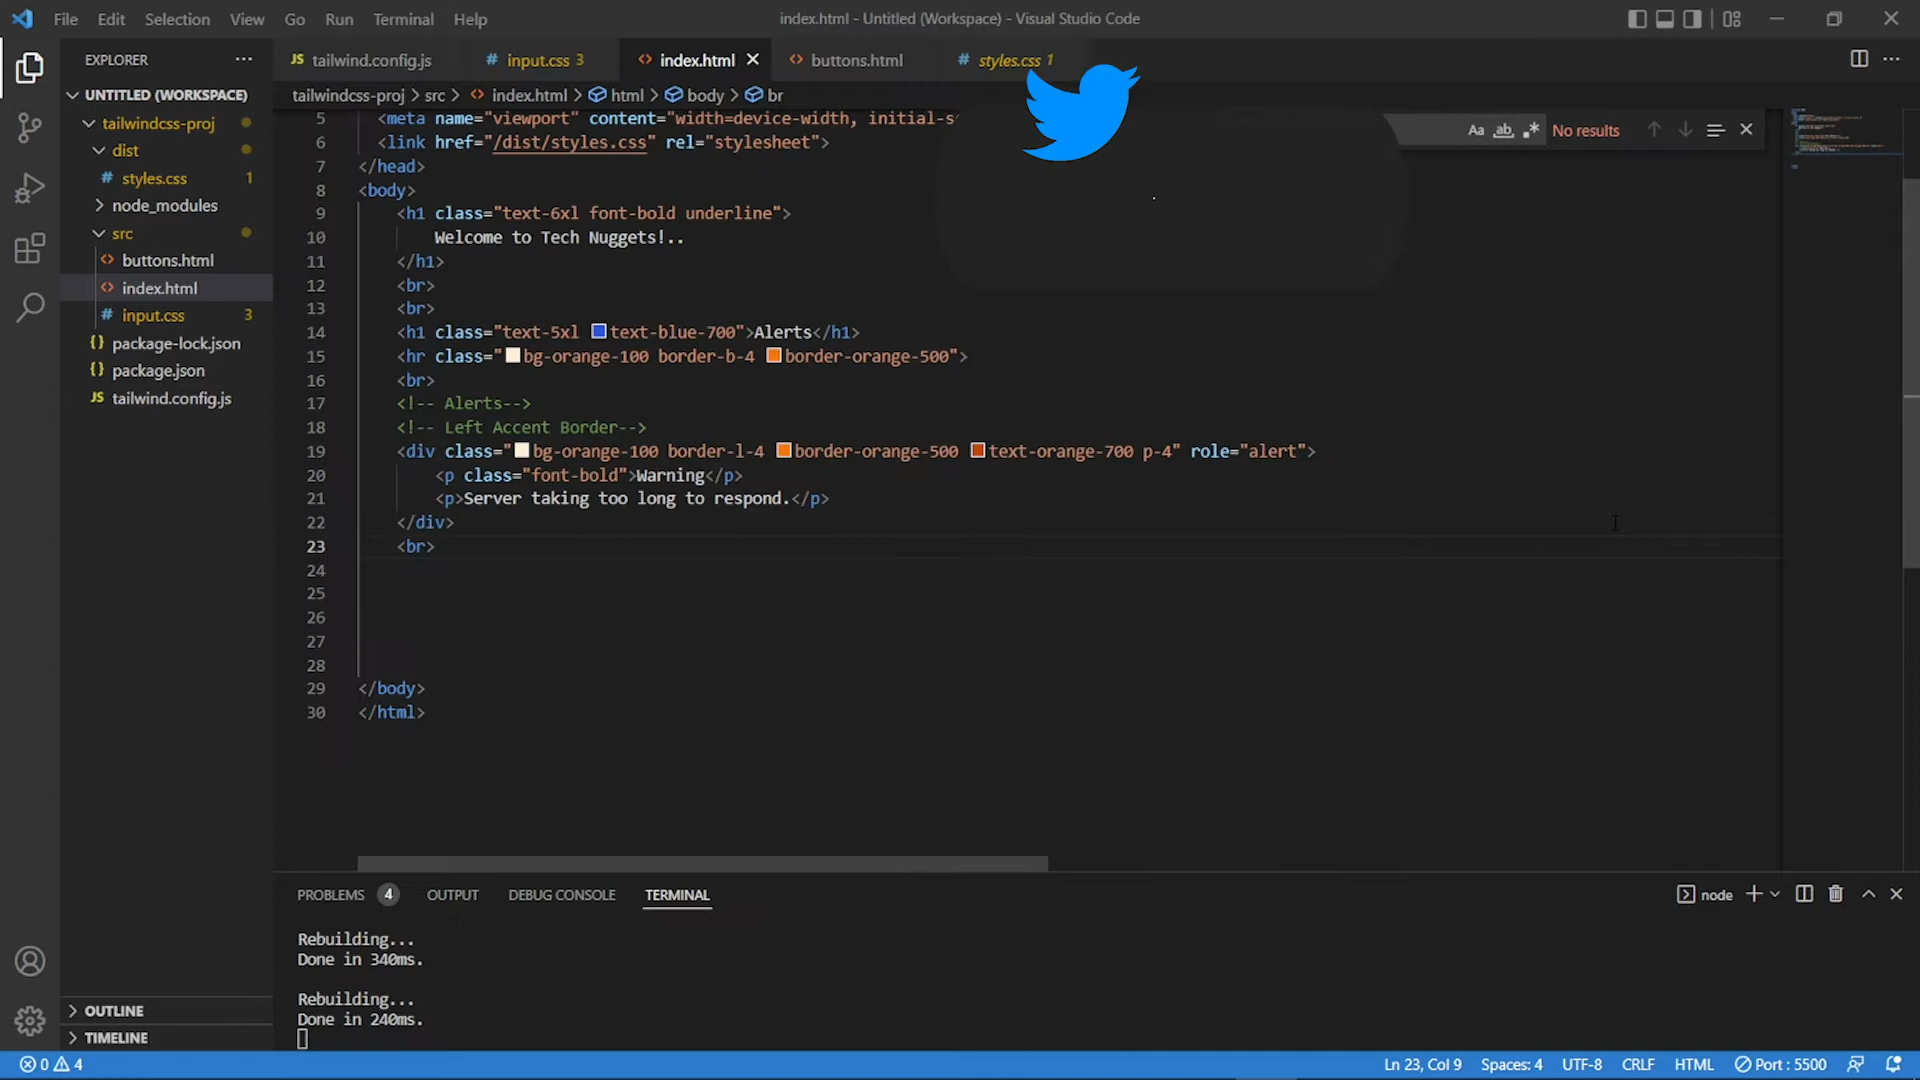 File Edit Selection View Go Run Terminal Help
index.html - Untitled (Workspace) - Visual Studio Code
EXPLORER
UNTITLED (WORKSPACE)
tailwindcss-proj
dist
# styles.css 1
node_modules
src
<> buttons.html
<> index.html
# input.css 3
{} package-lock.json
{} package.json
JS tailwind.config.js
OUTLINE
TIMELINE
JS tailwind.config.js # input.css 3 <> index.html <> buttons.html # styles.css 1
tailwindcss-proj > src > <> index.html > html > body > br
Aa ab .* No results
5 <meta name="viewport" content="width=device-width, initial-s
6 <link href="/dist/styles.css" rel="stylesheet">
7 </head>
8 <body>
9 <h1 class="text-6xl font-bold underline">
10 Welcome to Tech Nuggets!..
11 </h1>
12 <br>
13 <br>
14 <h1 class="text-5xl text-blue-700">Alerts</h1>
15 <hr class="bg-orange-100 border-b-4 border-orange-500">
16 <br>
17 <!-- Alerts-->
18 <!-- Left Accent Border-->
19 <div class="bg-orange-100 border-l-4 border-orange-500 text-orange-700 p-4" role="alert">
20 <p class="font-bold">Warning</p>
21 <p>Server taking too long to respond.</p>
22 </div>
23 <br>
24
25
26
27
28
29 </body>
30 </html>
PROBLEMS 4 OUTPUT DEBUG CONSOLE TERMINAL
node
Rebuilding...
Done in 340ms.
Rebuilding...
Done in 240ms.
0 4
Ln 23, Col 9 Spaces: 4 UTF-8 CRLF HTML Port : 5500